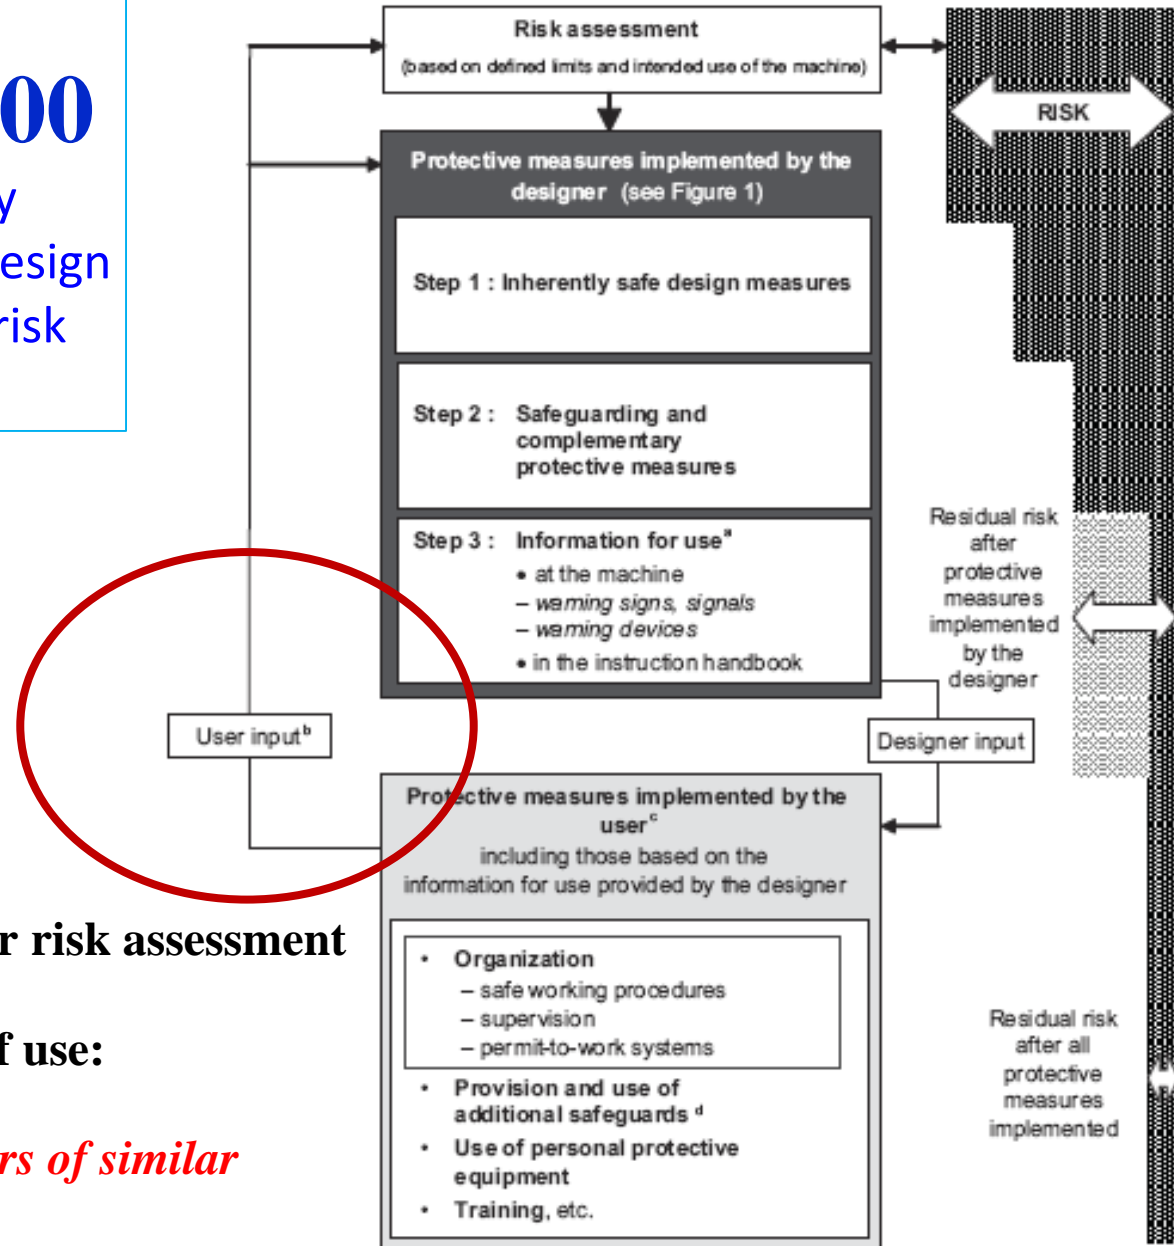 00
y
esign
risk
Risk assessment
(based on defined limits and intended use of the machine)
RISK
Protective measures implemented by the
designer (see Figure 1)
Step 1 : Inherently safe design measures
Step 2 : Safeguarding and
complementary
protective measures
Step 3 : Information for useᵃ
• at the machine
– warning signs, signals
– warning devices
• in the instruction handbook
Residual risk
after
protective
measures
implemented
by the
designer
User inputᵇ
Designer input
Protective measures implemented by the
userᶜ
including those based on the
information for use provided by the designer
• Organization
– safe working procedures
– supervision
– permit-to-work systems
• Provision and use of
additional safeguards ᵈ
• Use of personal protective
equipment
• Training, etc.
Residual risk
after all
protective
measures
implemented
r risk assessment
f use:
rs of similar